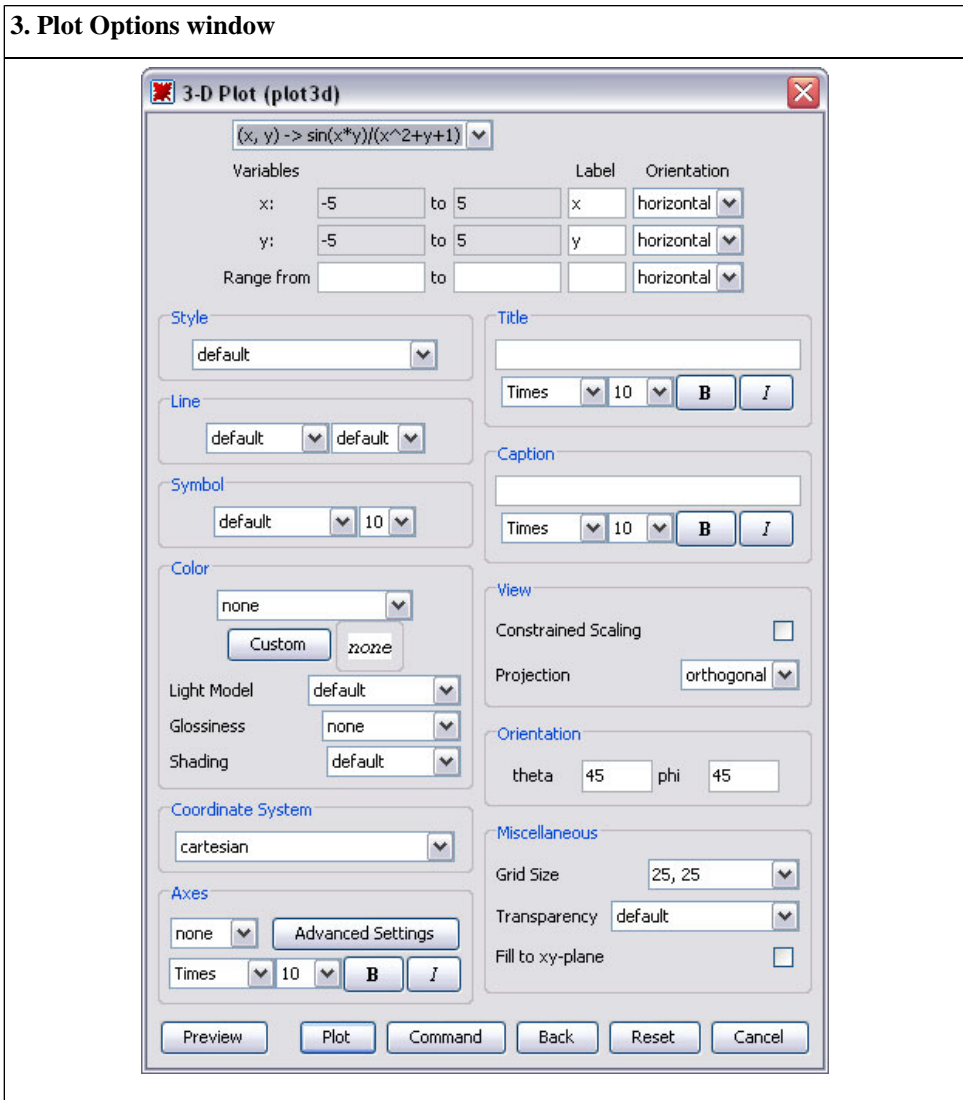 3. Plot Options window
3-D Plot (plot3d)
(x, y) -> sin(x*y)/(x^2+y+1)
Variables Label Orientation
x: -5 to 5 x horizontal
y: -5 to 5 y horizontal
Range from to horizontal
Style
default
Line
default default
Symbol
default 10
Color
none
Custom none
Light Model default
Glossiness none
Shading default
Coordinate System
cartesian
Axes
none Advanced Settings
Times 10 B I
Title
Times 10 B I
Caption
Times 10 B I
View
Constrained Scaling
Projection orthogonal
Orientation
theta 45 phi 45
Miscellaneous
Grid Size 25, 25
Transparency default
Fill to xy-plane
Preview Plot Command Back Reset Cancel